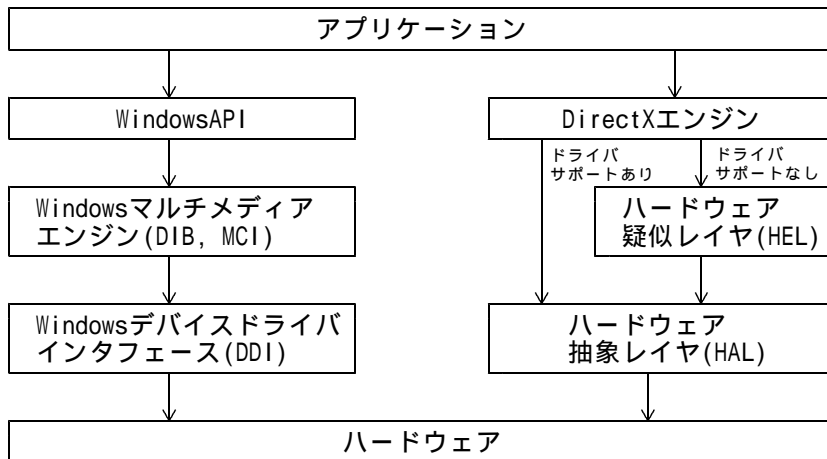 アプリケーション
WindowsAPI
DirectXエンジン
ドライバ
サポートあり
ドライバ
サポートなし
Windowsマルチメディア
エンジン(DIB, MCI)
ハードウェア
疑似レイヤ(HEL)
Windowsデバイスドライバ
インタフェース(DDI)
ハードウェア
抽象レイヤ(HAL)
ハードウェア